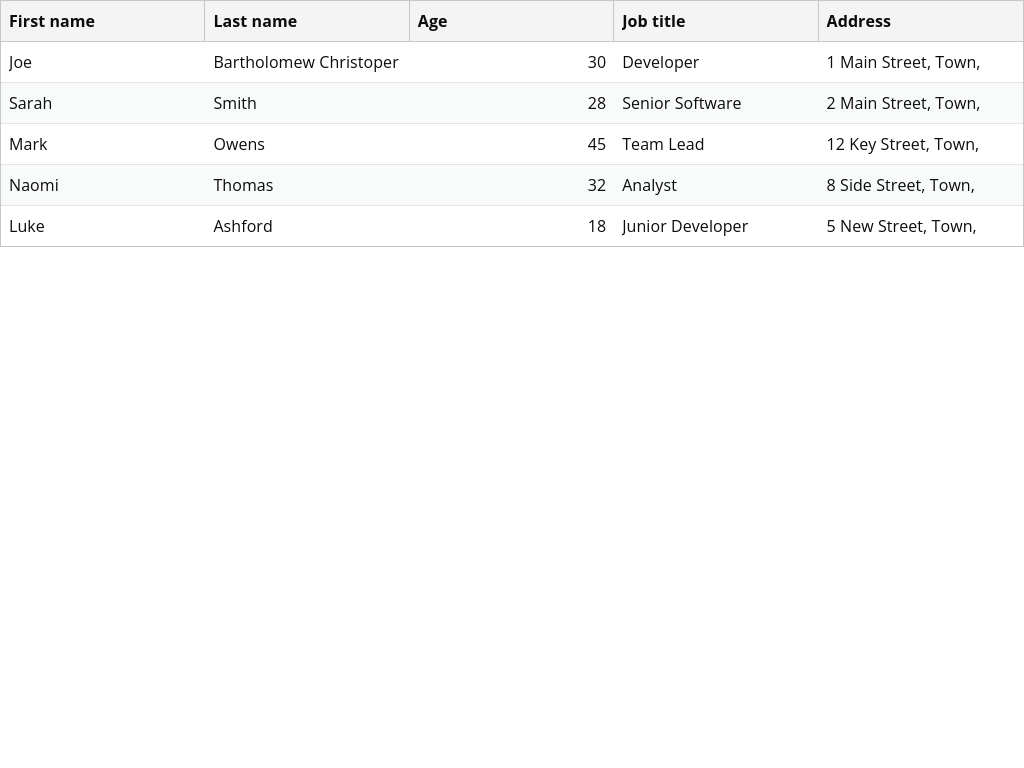 First name Last name Age Job title Address
Joe Bartholomew Christoper 30 Developer 1 Main Street, Town,
Sarah Smith 28 Senior Software 2 Main Street, Town,
Mark Owens 45 Team Lead 12 Key Street, Town,
Naomi Thomas 32 Analyst 8 Side Street, Town,
Luke Ashford 18 Junior Developer 5 New Street, Town,